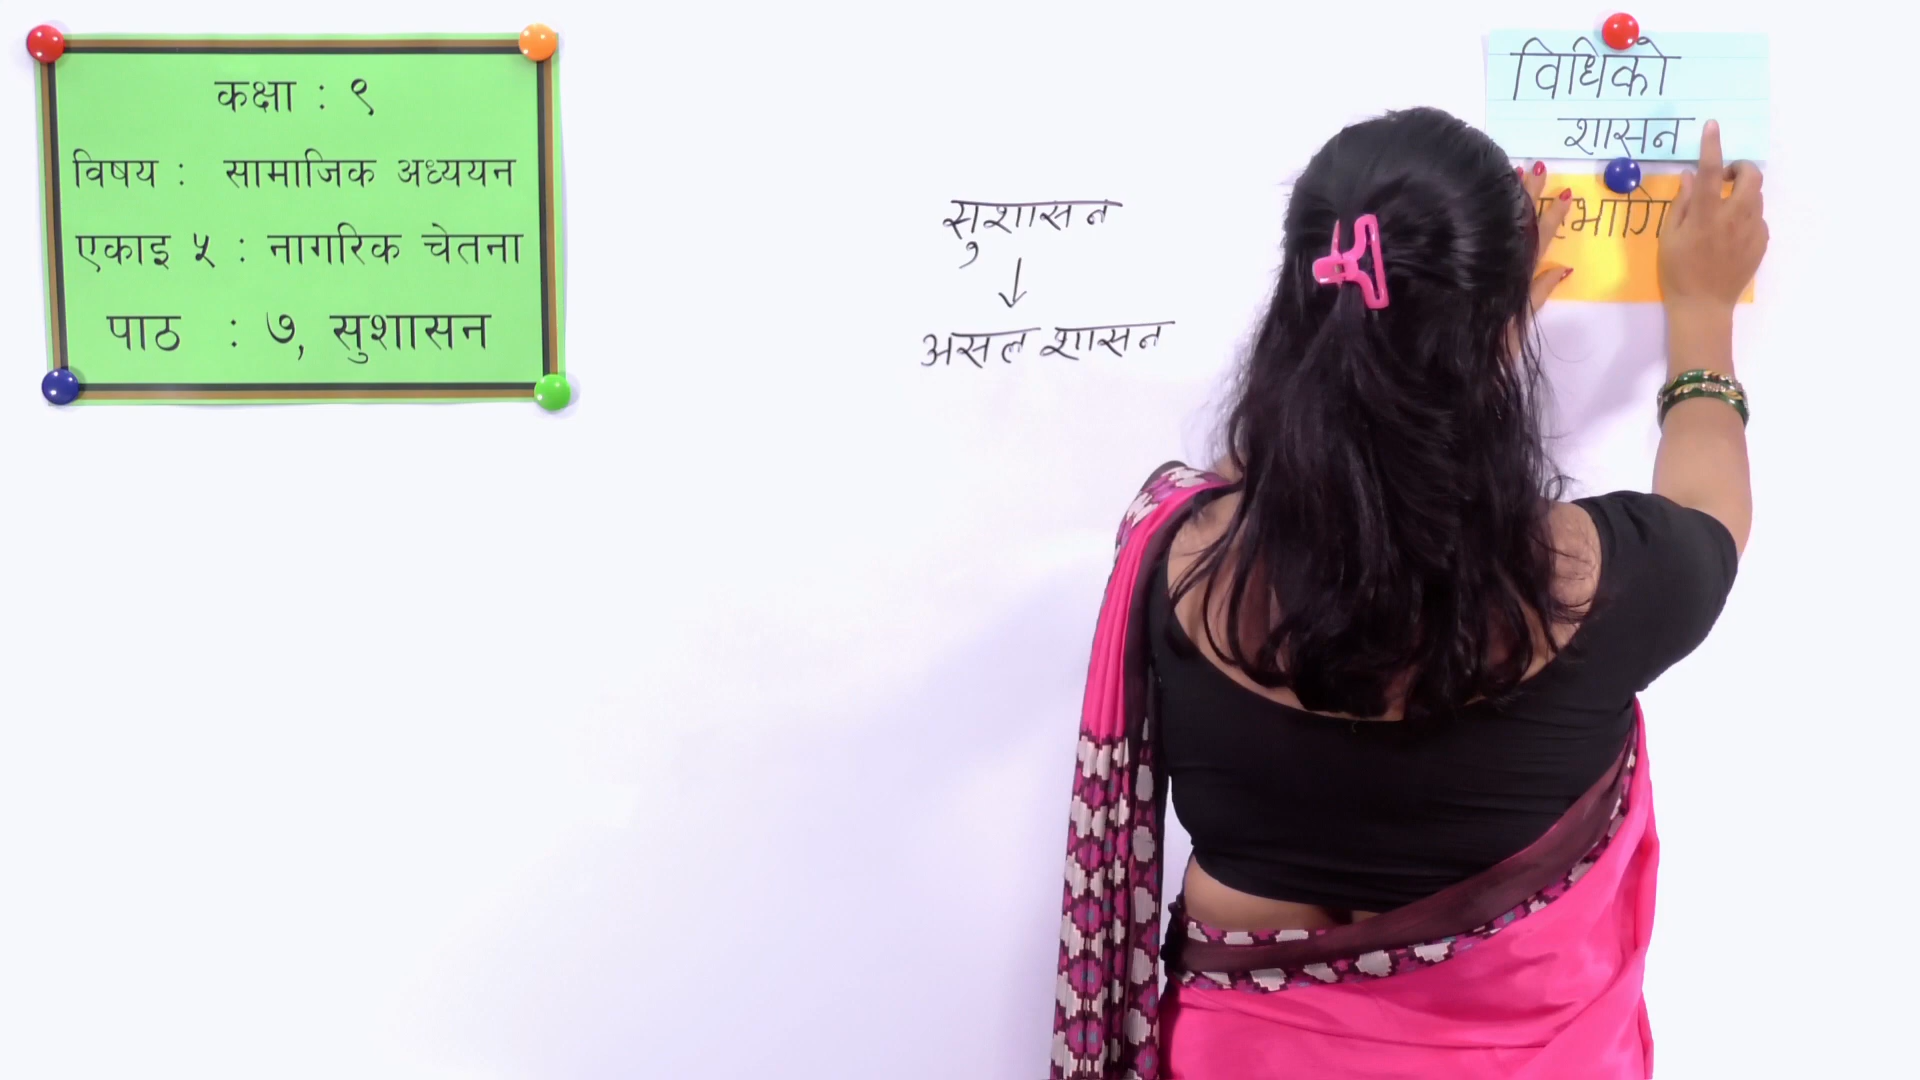 कक्षा : ९
विषय : सामाजिक अध्ययन
एकाइ ५ : नागरिक चेतना
पाठ : ७, सुशासन
सुशासन
↓
असल शासन
विधिको
शासन